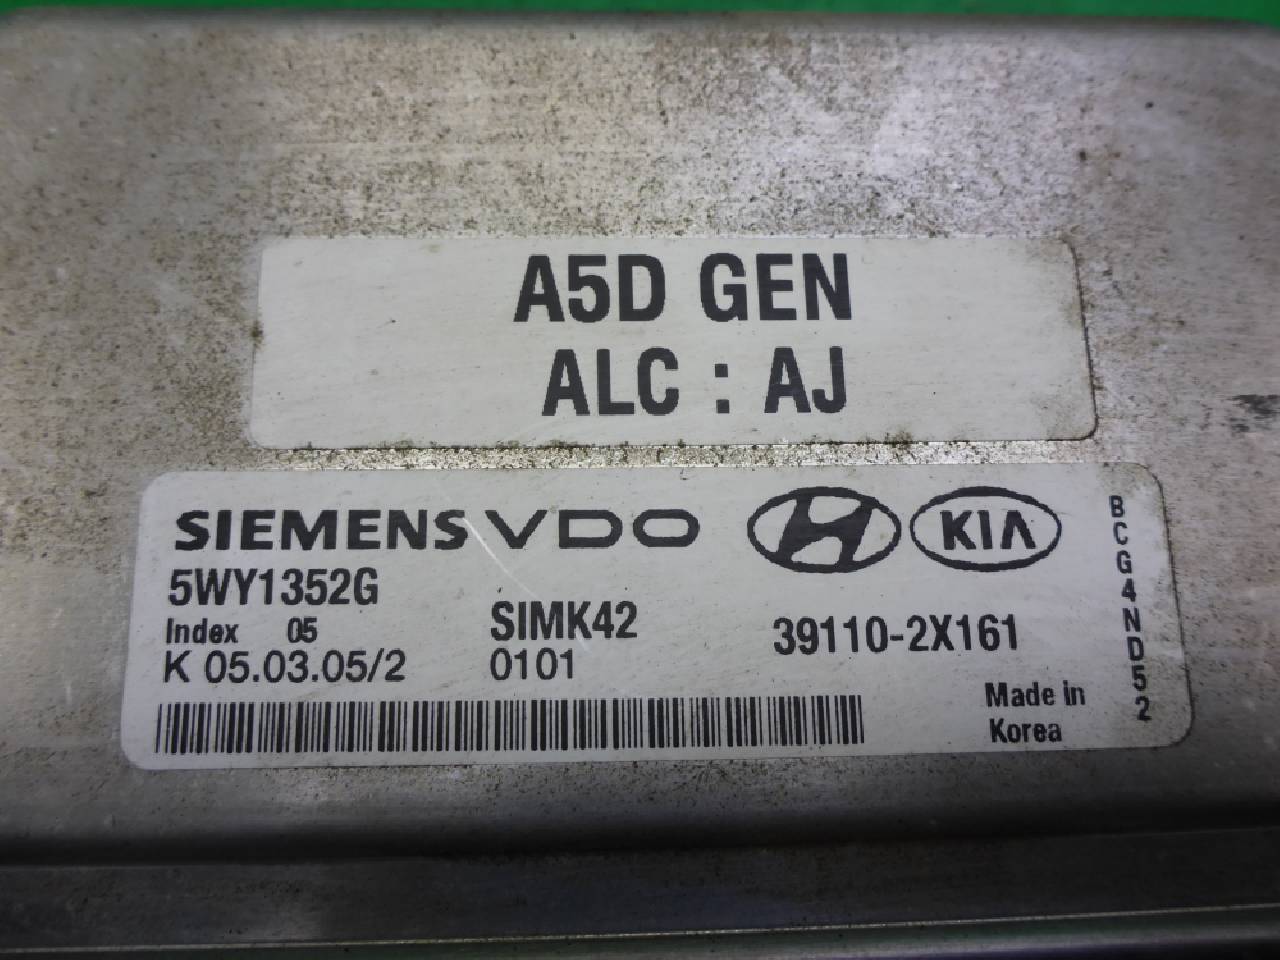 A5D GEN
ALC : AJ
SIEMENS VDO
KIA
5WY1352G
Index 05
SIMK42
39110-2X161
K 05.03.05/2
0101
Made in
Korea
BCG4ND52